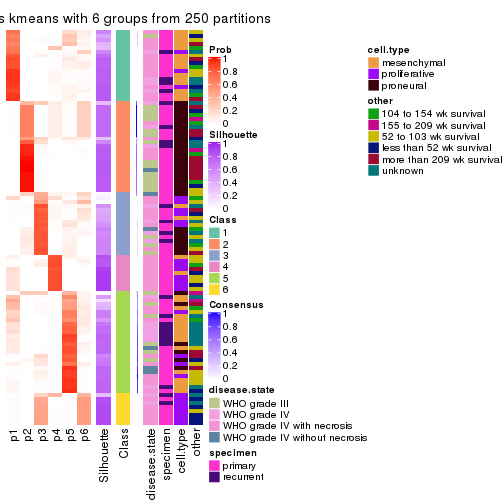 s kmeans with 6 groups from 250 partitions
Prob
1
0.8
0.6
0.4
0.2
0
Silhouette
1
0.8
0.6
0.4
0.2
0
Class
1
2
3
4
5
6
Consensus
1
0.8
0.6
0.4
0.2
0
disease.state
WHO grade III
WHO grade IV
WHO grade IV with necrosis
WHO grade IV without necrosis
specimen
primary
recurrent
cell.type
mesenchymal
proliferative
proneural
other
104 to 154 wk survival
155 to 209 wk survival
52 to 103 wk survival
less than 52 wk survival
more than 209 wk survival
unknown
p1
p2
p3
p4
p5
p6
Silhouette
Class
disease.state
specimen
cell.type
other